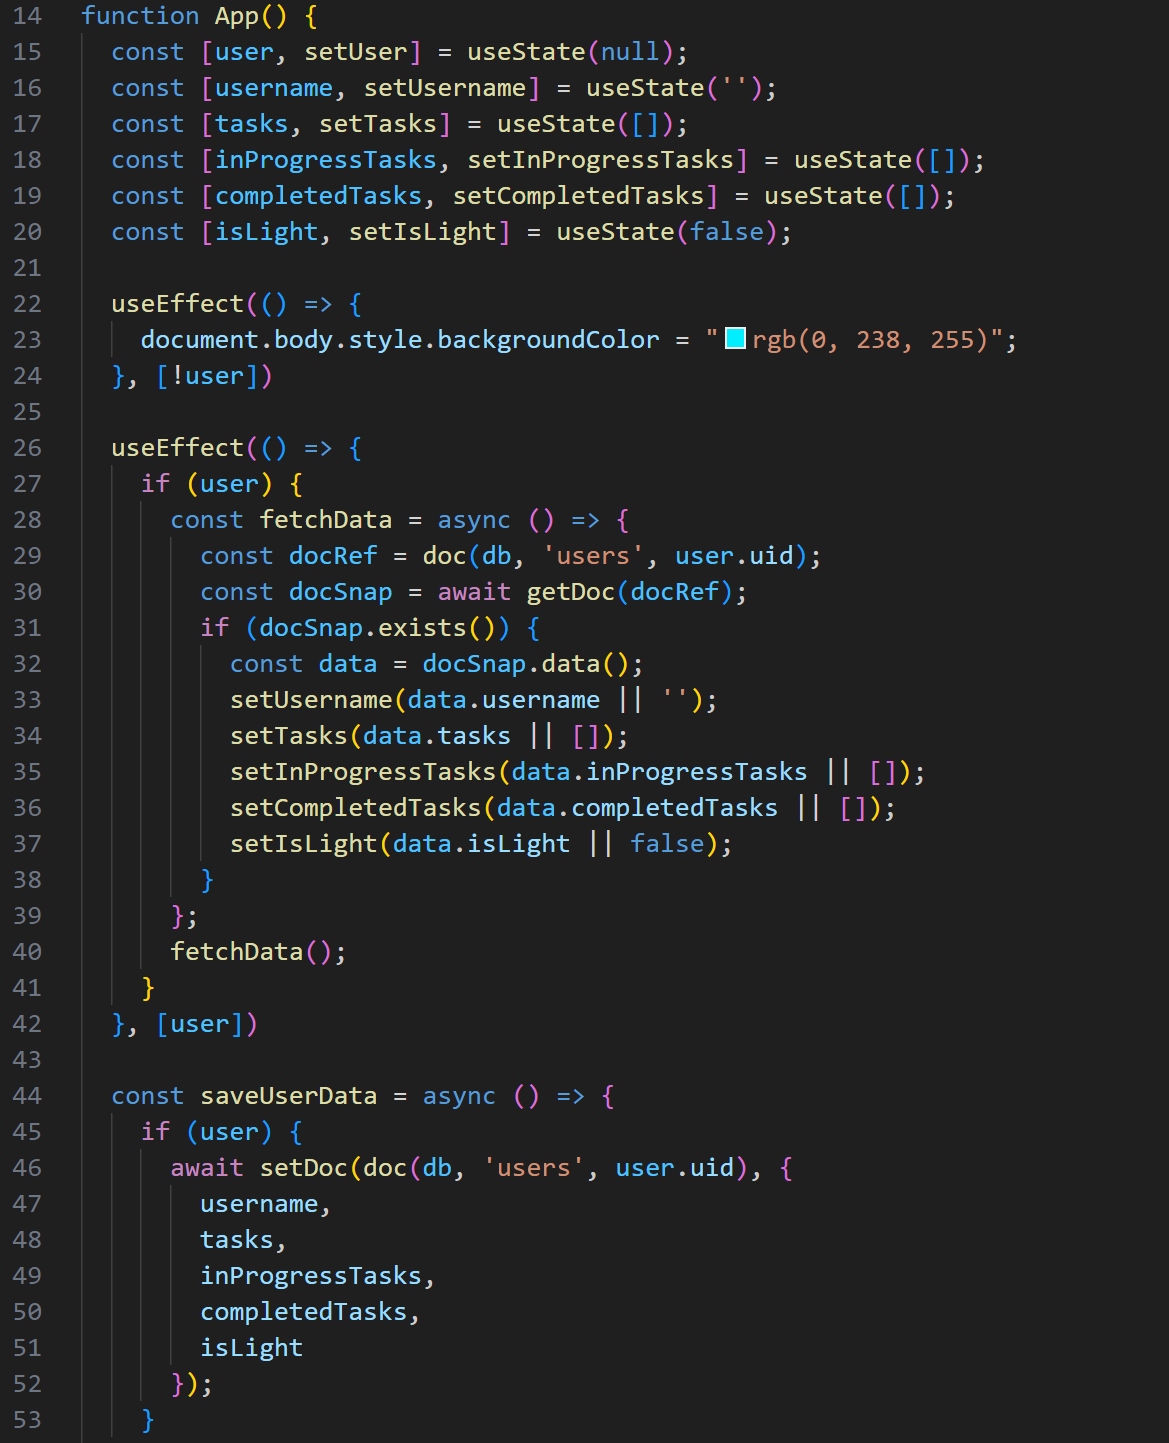 14 function App() {
15   const [user, setUser] = useState(null);
16   const [username, setUsername] = useState('');
17   const [tasks, setTasks] = useState([]);
18   const [inProgressTasks, setInProgressTasks] = useState([]);
19   const [completedTasks, setCompletedTasks] = useState([]);
20   const [isLight, setIsLight] = useState(false);
21
22   useEffect(() => {
23     document.body.style.backgroundColor = "rgb(0, 238, 255)";
24   }, [!user])
25
26   useEffect(() => {
27     if (user) {
28       const fetchData = async () => {
29         const docRef = doc(db, 'users', user.uid);
30         const docSnap = await getDoc(docRef);
31         if (docSnap.exists()) {
32           const data = docSnap.data();
33           setUsername(data.username || '');
34           setTasks(data.tasks || []);
35           setInProgressTasks(data.inProgressTasks || []);
36           setCompletedTasks(data.completedTasks || []);
37           setIsLight(data.isLight || false);
38         }
39       };
40       fetchData();
41     }
42   }, [user])
43
44   const saveUserData = async () => {
45     if (user) {
46       await setDoc(doc(db, 'users', user.uid), {
47         username,
48         tasks,
49         inProgressTasks,
50         completedTasks,
51         isLight
52       });
53     }